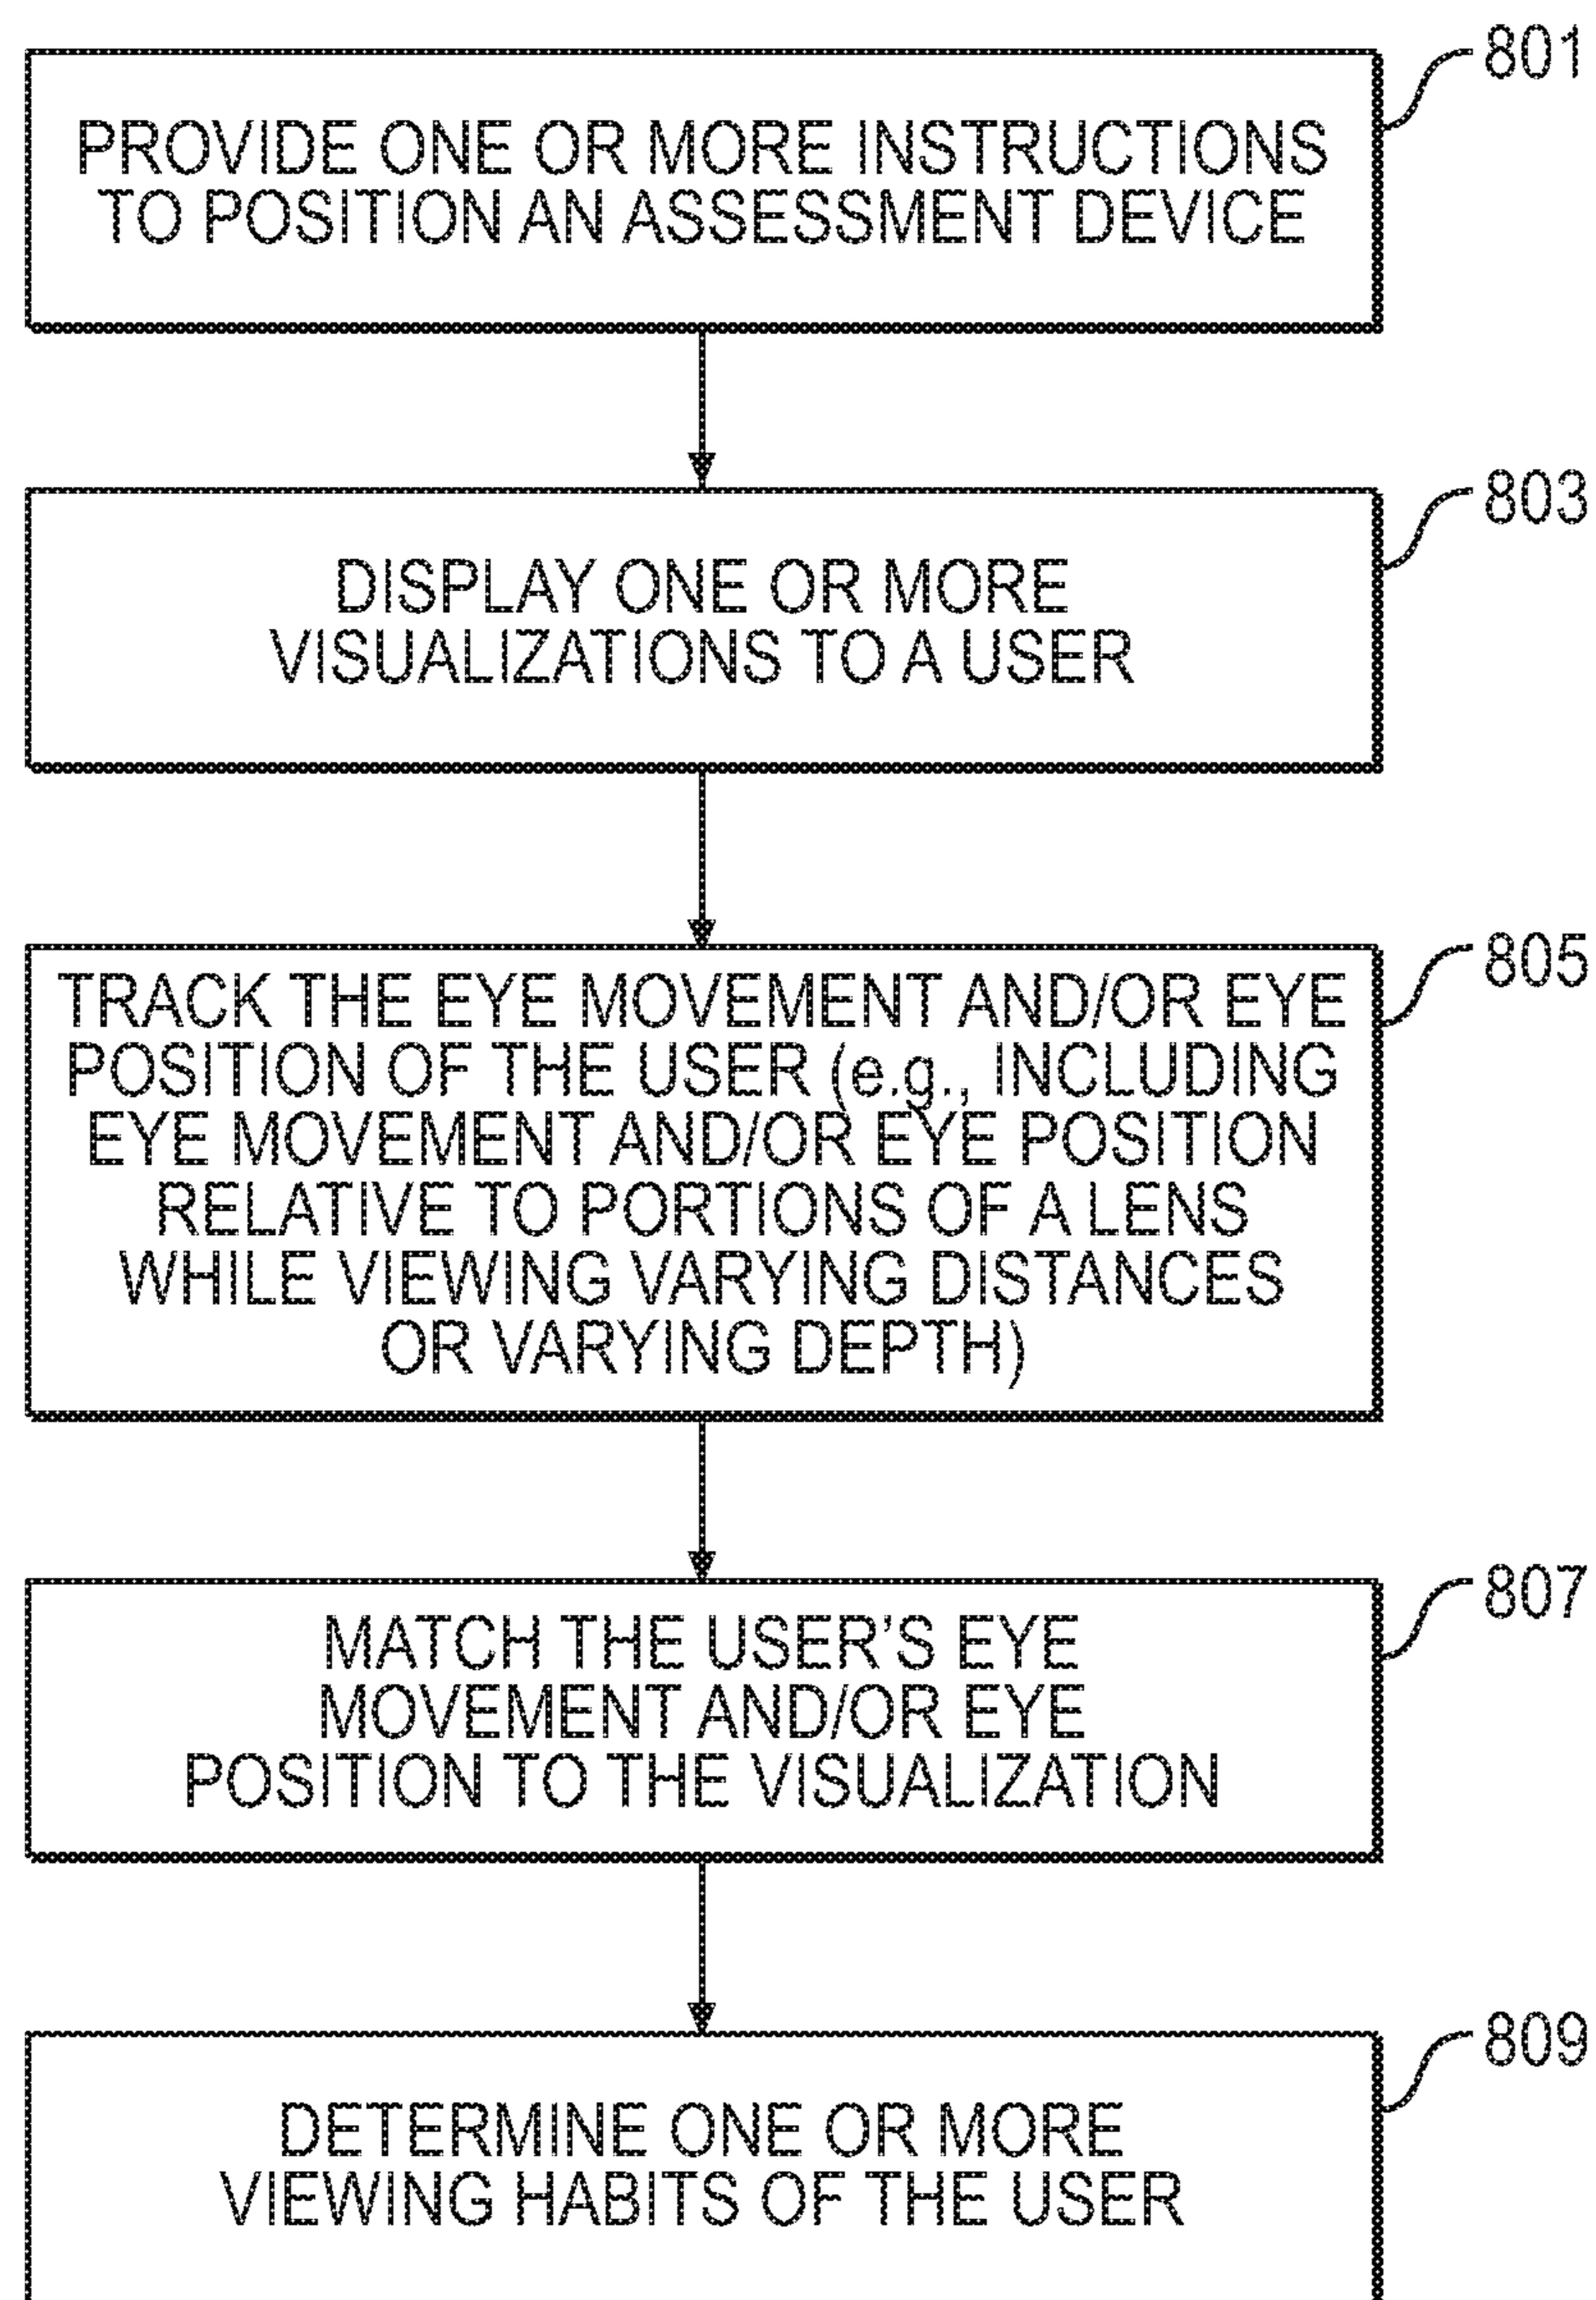 801
PROVIDE ONE OR MORE INSTRUCTIONS
TO POSITION AN ASSESSMENT DEVICE
803
DISPLAY ONE OR MORE
VISUALIZATIONS TO A USER
805
TRACK THE EYE MOVEMENT AND/OR EYE
POSITION OF THE USER (e.g., INCLUDING
EYE MOVEMENT AND/OR EYE POSITION
RELATIVE TO PORTIONS OF A LENS
WHILE VIEWING VARYING DISTANCES
OR VARYING DEPTH)
807
MATCH THE USER’S EYE
MOVEMENT AND/OR EYE
POSITION TO THE VISUALIZATION
809
DETERMINE ONE OR MORE
VIEWING HABITS OF THE USER